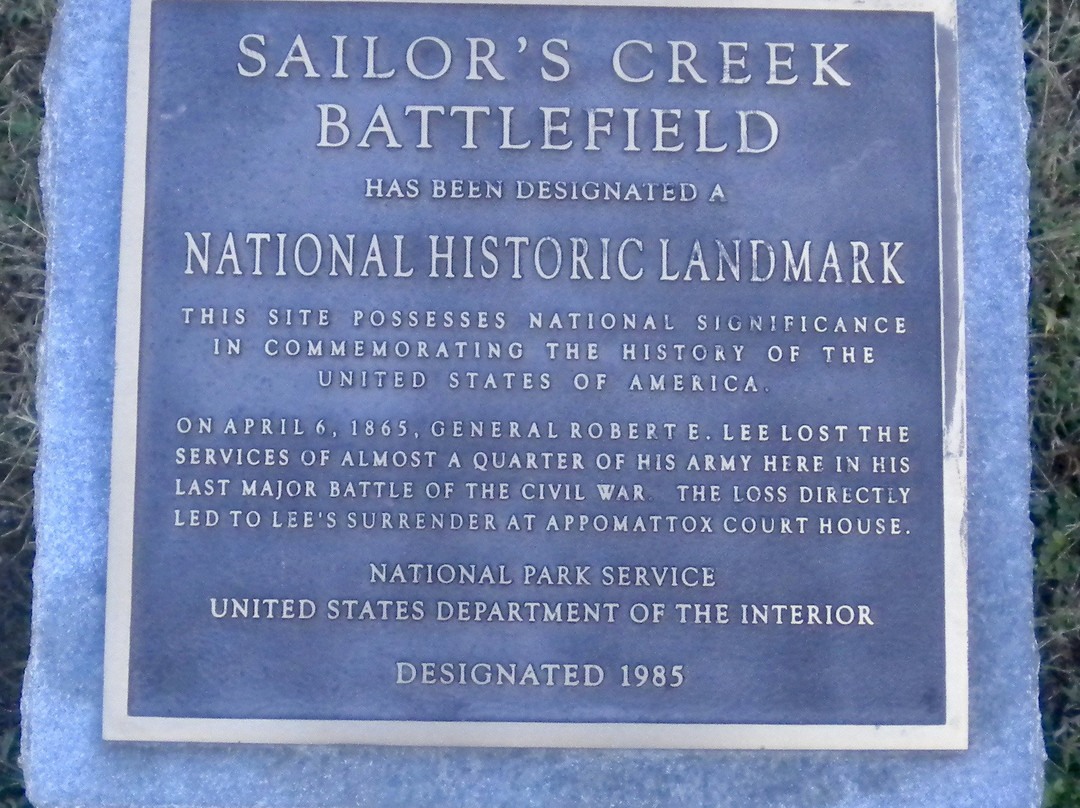 SAILOR'S CREEK
BATTLEFIELD
HAS BEEN DESIGNATED A
NATIONAL HISTORIC LANDMARK
THIS SITE POSSESSES NATIONAL SIGNIFICANCE
IN COMMEMORATING THE HISTORY OF THE
UNITED STATES OF AMERICA.
ON APRIL 6, 1865, GENERAL ROBERT E. LEE LOST THE
SERVICES OF ALMOST A QUARTER OF HIS ARMY HERE IN HIS
LAST MAJOR BATTLE OF THE CIVIL WAR. THE LOSS DIRECTLY
LED TO LEE'S SURRENDER AT APPOMATTOX COURT HOUSE.
NATIONAL PARK SERVICE
UNITED STATES DEPARTMENT OF THE INTERIOR
DESIGNATED 1985